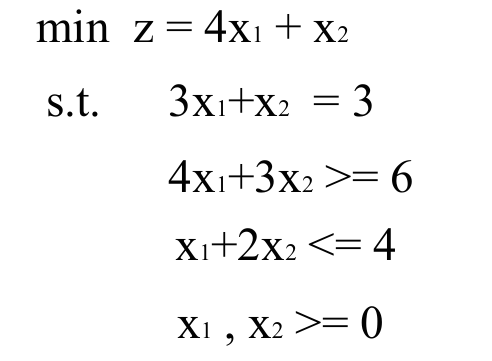 min z = 4x₁ + x₂
s.t. 3x₁+x₂ = 3
4x₁+3x₂ >= 6
x₁+2x₂ <= 4
x₁ , x₂ >= 0